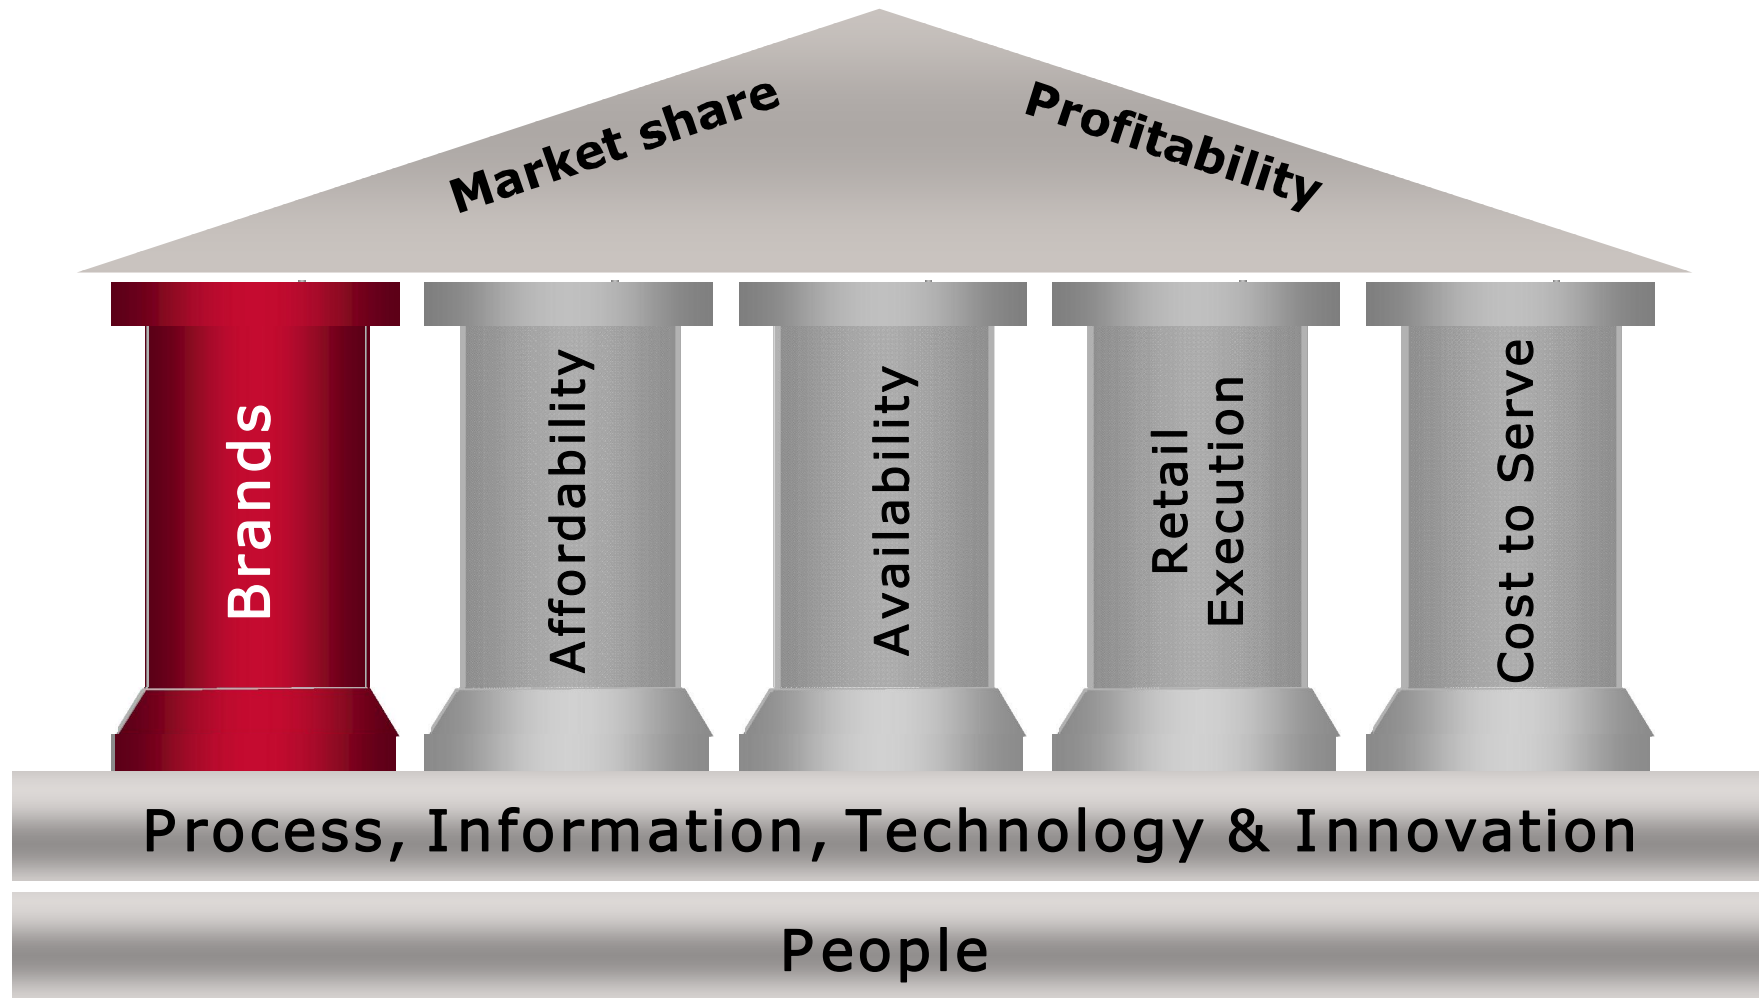 Market share
Profitability
Brands
Affordability
Availability
Retail
Execution
Cost to Serve
Process, Information, Technology & Innovation
People